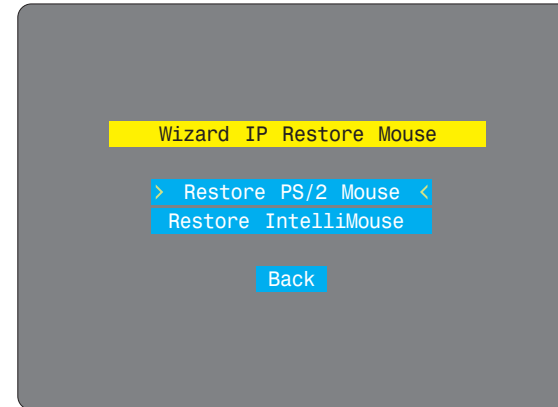 Wizard IP Restore Mouse
> Restore PS/2 Mouse <
Restore IntelliMouse
Back